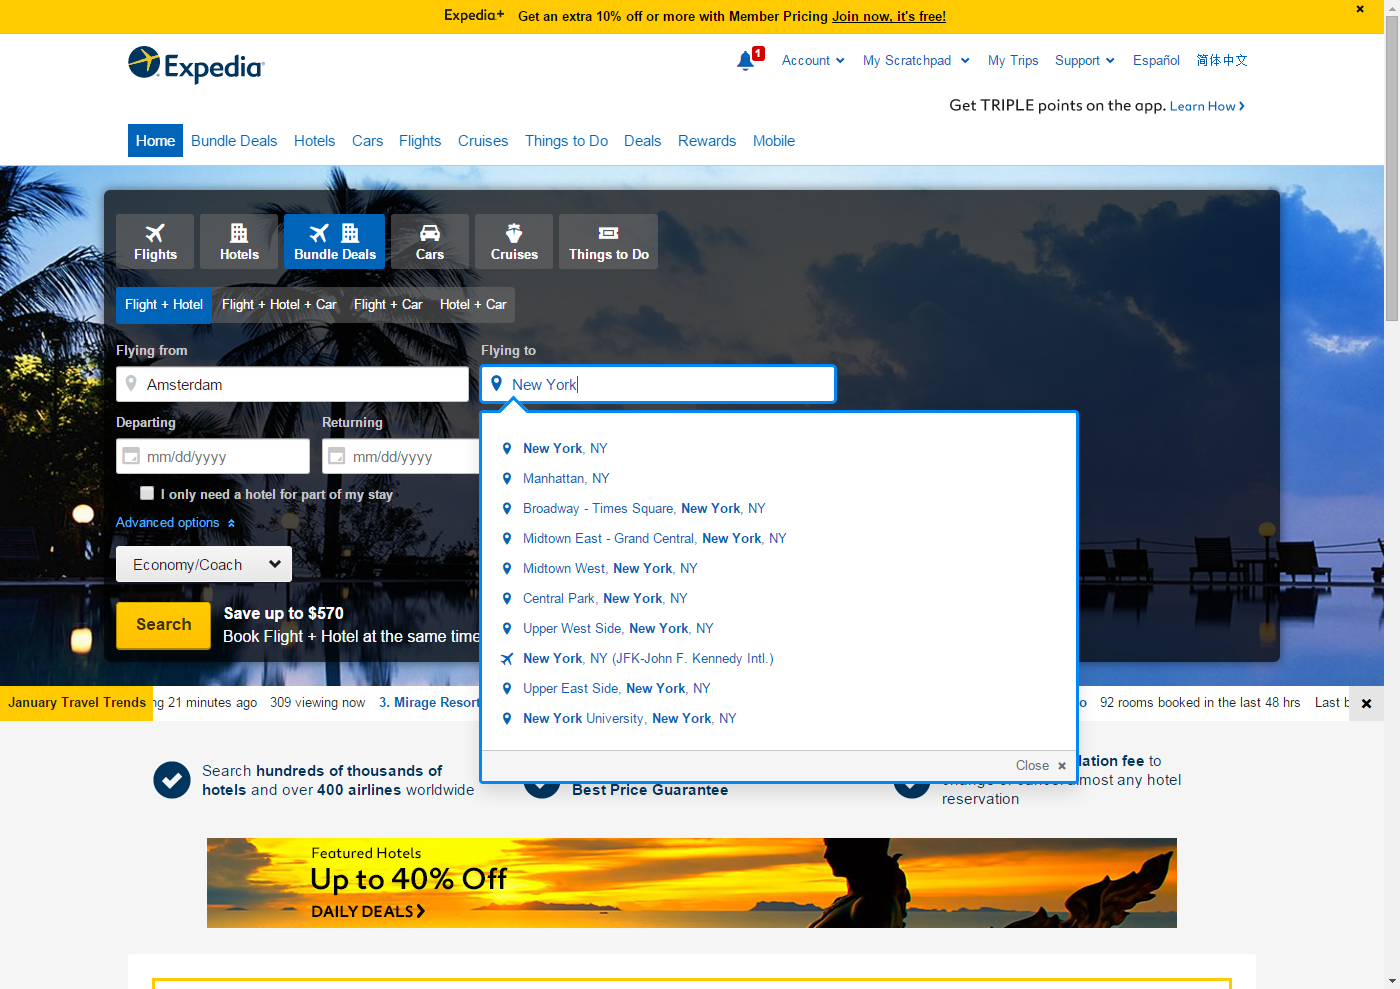 Expedia+ Get an extra 10% off or more with Member Pricing Join now, it's free!
Expedia
1
Account My Scratchpad My Trips Support Español 简体中文
Get TRIPLE points on the app. Learn How
Home Bundle Deals Hotels Cars Flights Cruises Things to Do Deals Rewards Mobile
Flights Hotels Bundle Deals Cars Cruises Things to Do
Flight + Hotel Flight + Hotel + Car Flight + Car Hotel + Car
Flying from Flying to
Amsterdam New York
Departing Returning
mm/dd/yyyy mm/dd/yyyy
I only need a hotel for part of my stay
Advanced options
Economy/Coach
Search
Save up to $570
Book Flight + Hotel at the same time
New York, NY
Manhattan, NY
Broadway - Times Square, New York, NY
Midtown East - Grand Central, New York, NY
Midtown West, New York, NY
Central Park, New York, NY
Upper West Side, New York, NY
New York, NY (JFK-John F. Kennedy Intl.)
Upper East Side, New York, NY
New York University, New York, NY
Close
January Travel Trends ng 21 minutes ago 309 viewing now 3. Mirage Resort o 92 rooms booked in the last 48 hrs Last b
Search hundreds of thousands of
hotels and over 400 airlines worldwide
Best Price Guarantee
lation fee to
most any hotel
reservation
Featured Hotels
Up to 40% Off
DAILY DEALS